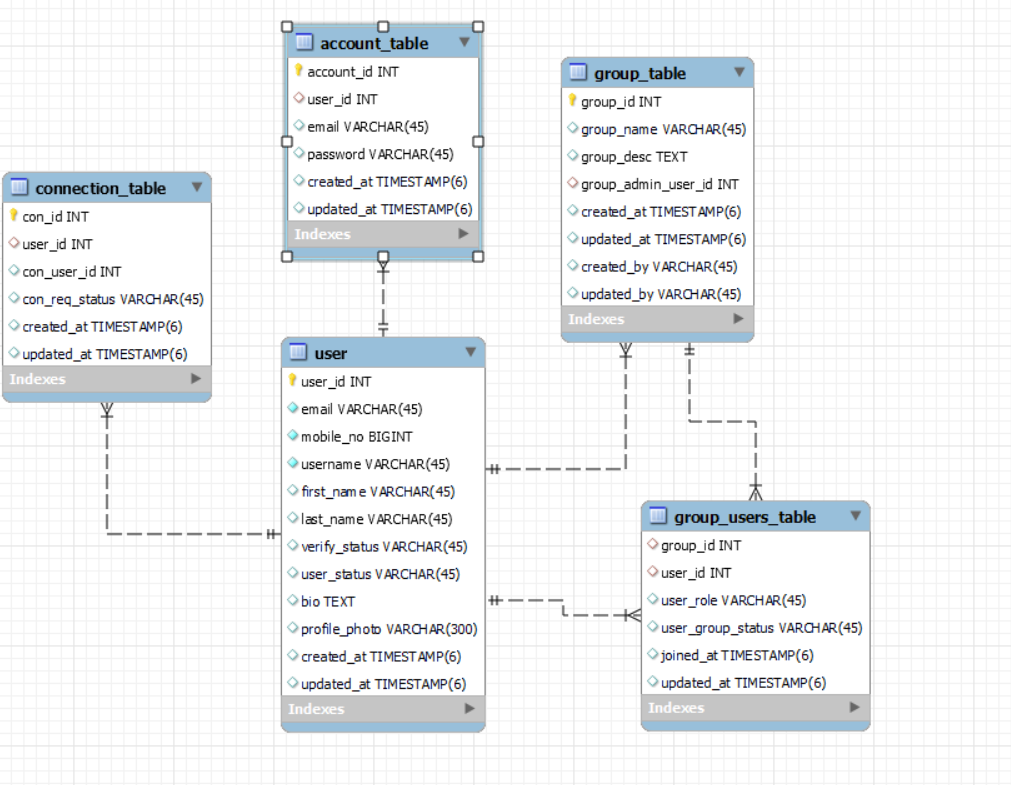 account_table
account_id INT
user_id INT
email VARCHAR(45)
password VARCHAR(45)
created_at TIMESTAMP(6)
updated_at TIMESTAMP(6)
Indexes
group_table
group_id INT
group_name VARCHAR(45)
group_desc TEXT
group_admin_user_id INT
created_at TIMESTAMP(6)
updated_at TIMESTAMP(6)
created_by VARCHAR(45)
updated_by VARCHAR(45)
Indexes
connection_table
con_id INT
user_id INT
con_user_id INT
con_req_status VARCHAR(45)
created_at TIMESTAMP(6)
updated_at TIMESTAMP(6)
Indexes
user
user_id INT
email VARCHAR(45)
mobile_no BIGINT
username VARCHAR(45)
first_name VARCHAR(45)
last_name VARCHAR(45)
verify_status VARCHAR(45)
user_status VARCHAR(45)
bio TEXT
profile_photo VARCHAR(300)
created_at TIMESTAMP(6)
updated_at TIMESTAMP(6)
Indexes
group_users_table
group_id INT
user_id INT
user_role VARCHAR(45)
user_group_status VARCHAR(45)
joined_at TIMESTAMP(6)
updated_at TIMESTAMP(6)
Indexes